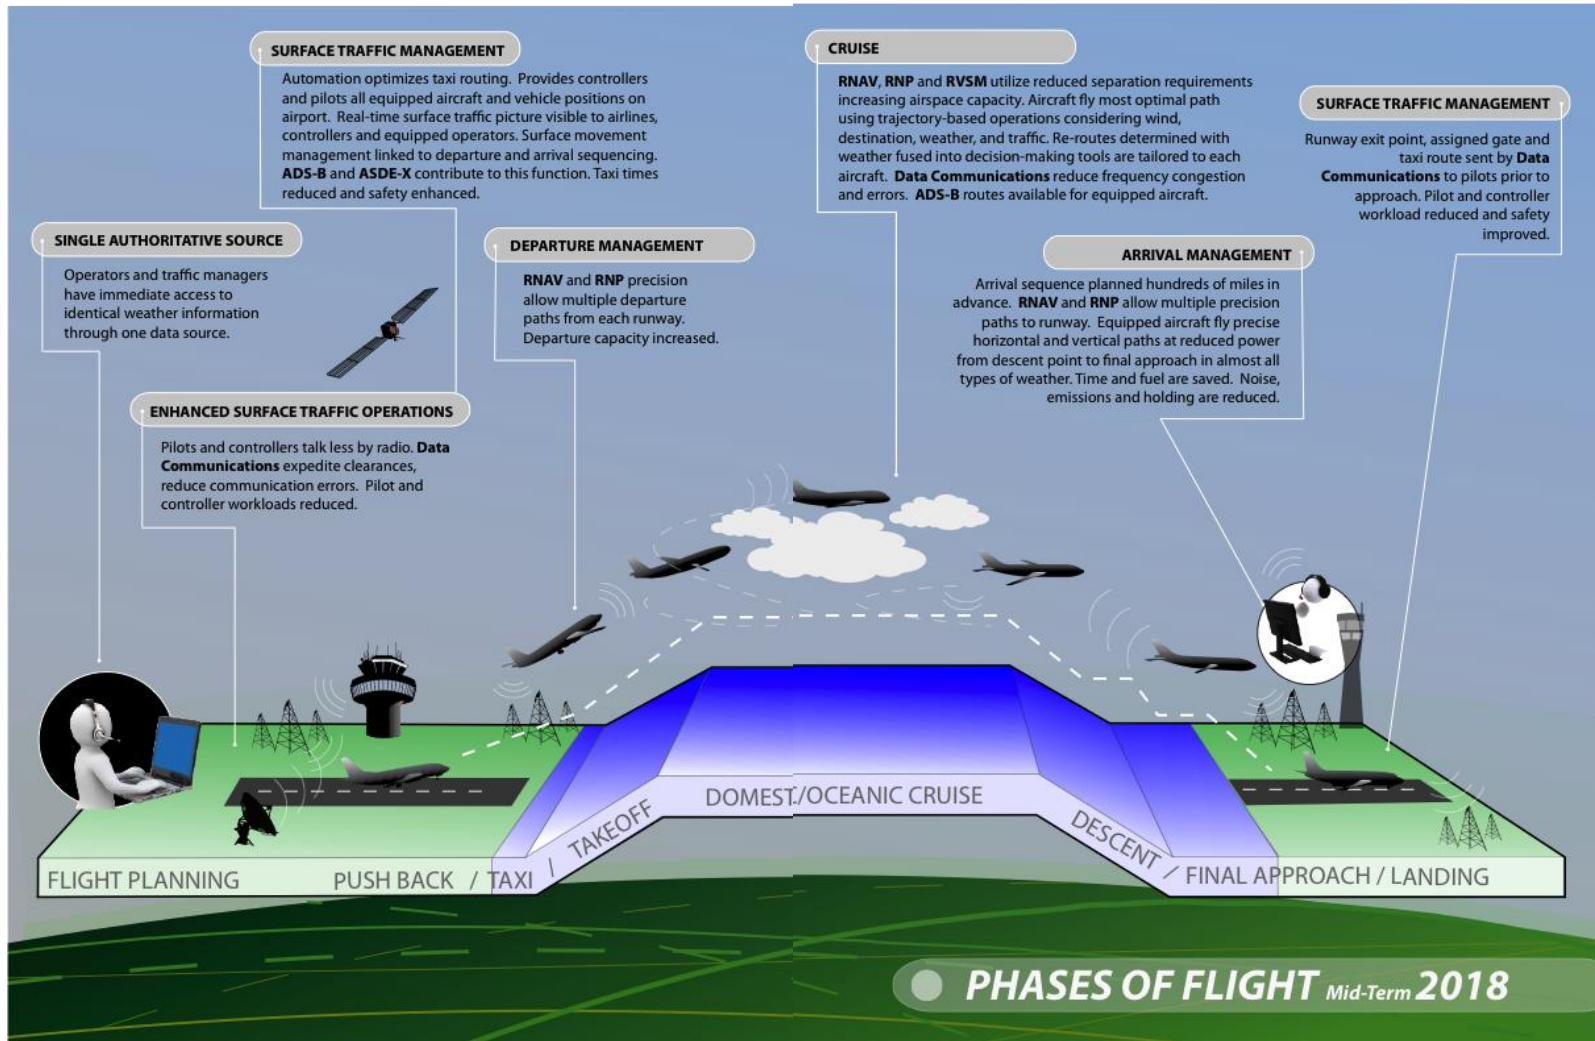 SURFACE TRAFFIC MANAGEMENT
Automation optimizes taxi routing. Provides controllers
and pilots all equipped aircraft and vehicle positions on
airport. Real-time surface traffic picture visible to airlines,
controllers and equipped operators. Surface movement
management linked to departure and arrival sequencing.
ADS-B and ASDE-X contribute to this function. Taxi times
reduced and safety enhanced.
SINGLE AUTHORITATIVE SOURCE
Operators and traffic managers
have immediate access to
identical weather information
through one data source.
DEPARTURE MANAGEMENT
RNAV and RNP precision
allow multiple departure
paths from each runway.
Departure capacity increased.
ENHANCED SURFACE TRAFFIC OPERATIONS
Pilots and controllers talk less by radio. Data
Communications expedite clearances,
reduce communication errors. Pilot and
controller workloads reduced.
CRUISE
RNAV, RNP and RVSM utilize reduced separation requirements
increasing airspace capacity. Aircraft fly most optimal path
using trajectory-based operations considering wind,
destination, weather, and traffic. Re-routes determined with
weather fused into decision-making tools are tailored to each
aircraft. Data Communications reduce frequency congestion
and errors. ADS-B routes available for equipped aircraft.
SURFACE TRAFFIC MANAGEMENT
Runway exit point, assigned gate and
taxi route sent by Data
Communications to pilots prior to
approach. Pilot and controller
workload reduced and safety
improved.
ARRIVAL MANAGEMENT
Arrival sequence planned hundreds of miles in
advance. RNAV and RNP allow multiple precision
paths to runway. Equipped aircraft fly precise
horizontal and vertical paths at reduced power
from descent point to final approach in almost all
types of weather. Time and fuel are saved. Noise,
emissions and holding are reduced.
FLIGHT PLANNING
PUSH BACK / TAXI / TAKEOFF
DOMEST./OCEANIC CRUISE
DESCENT / FINAL APPROACH / LANDING
PHASES OF FLIGHT Mid-Term 2018